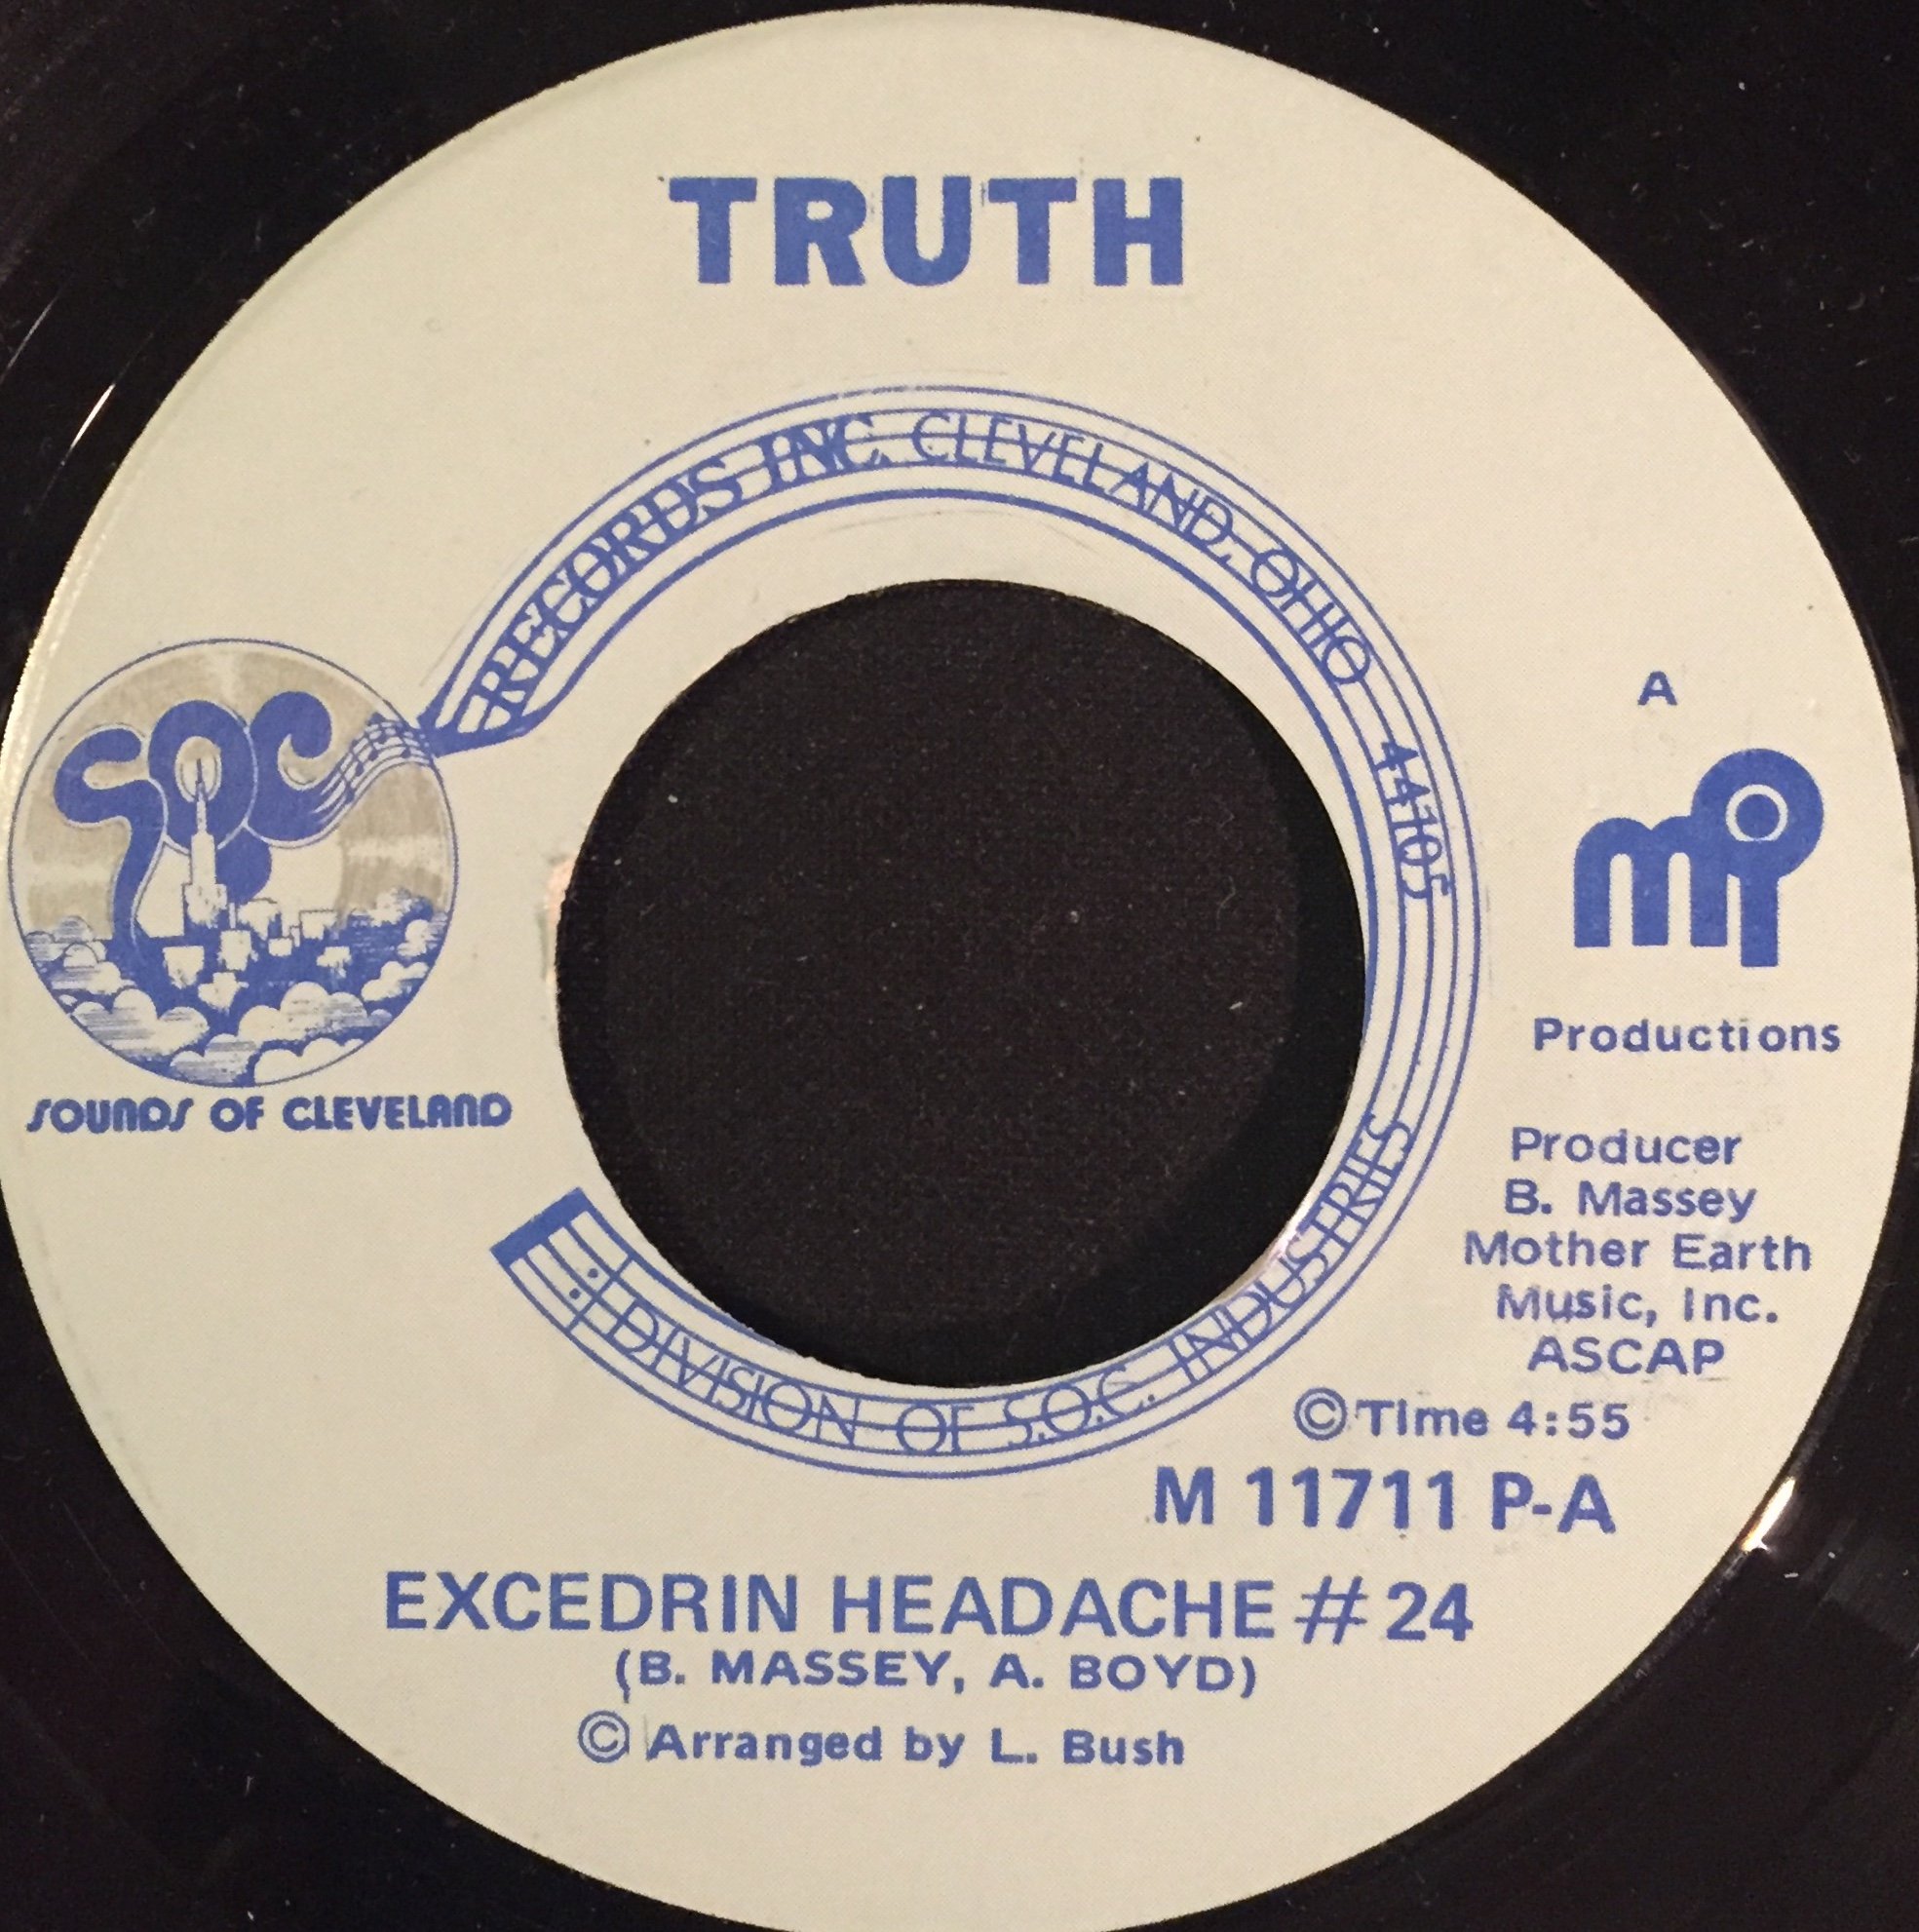 TRUTH
RECORDS INC. CLEVELAND, OHIO 44105
SOC
SOUNDS OF CLEVELAND
DIVISION OF S.O.C. INDUSTRIES
A
mp
Productions
Producer
B. Massey
Mother Earth
Music, Inc.
ASCAP
©Time 4:55
M 11711 P-A
EXCEDRIN HEADACHE #24
(B. MASSEY, A. BOYD)
© Arranged by L. Bush